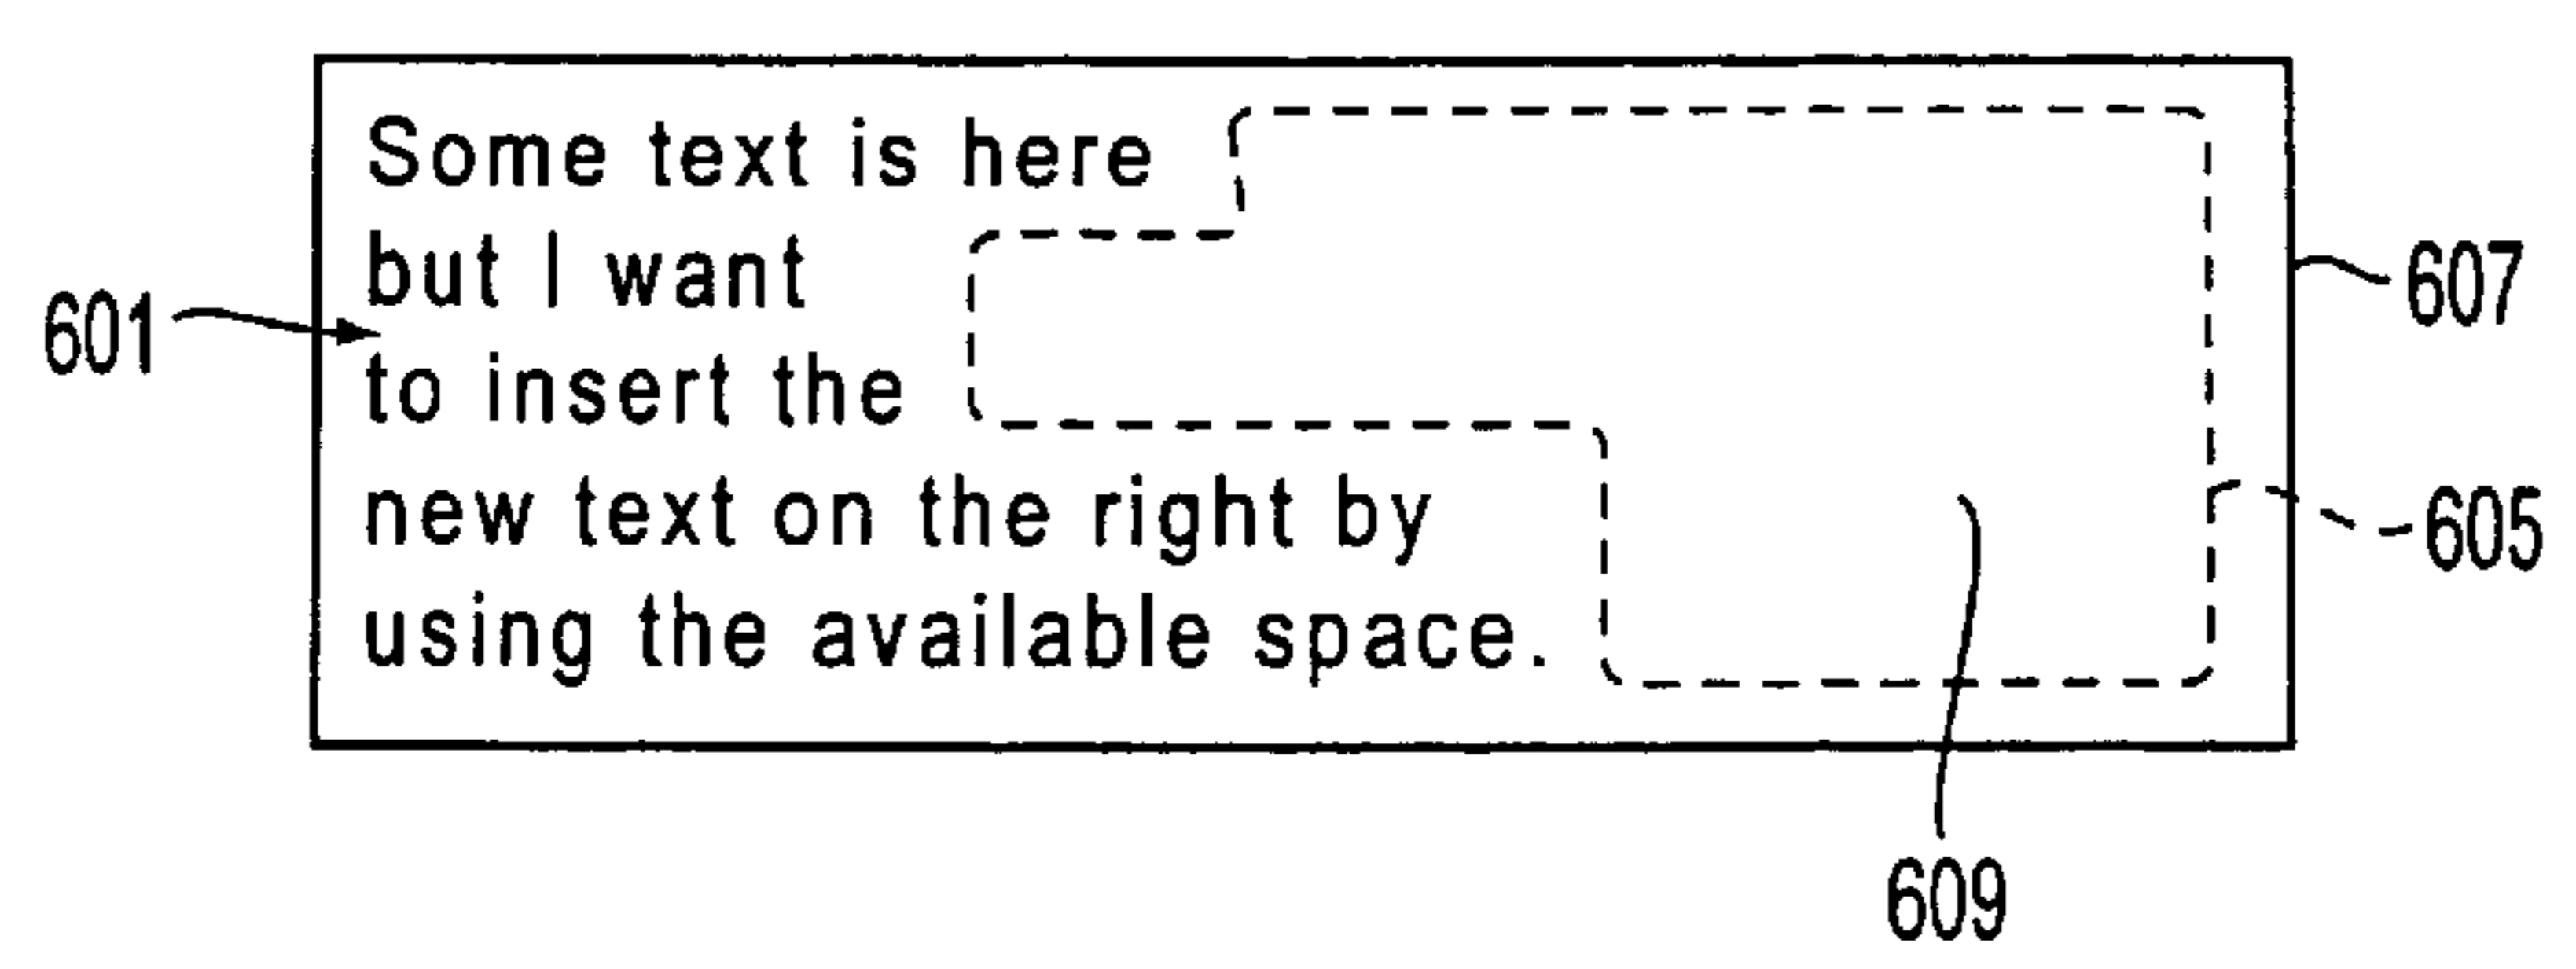 Some text is here
but I want
to insert the
new text on the right by
using the available space.
601
607
605
609